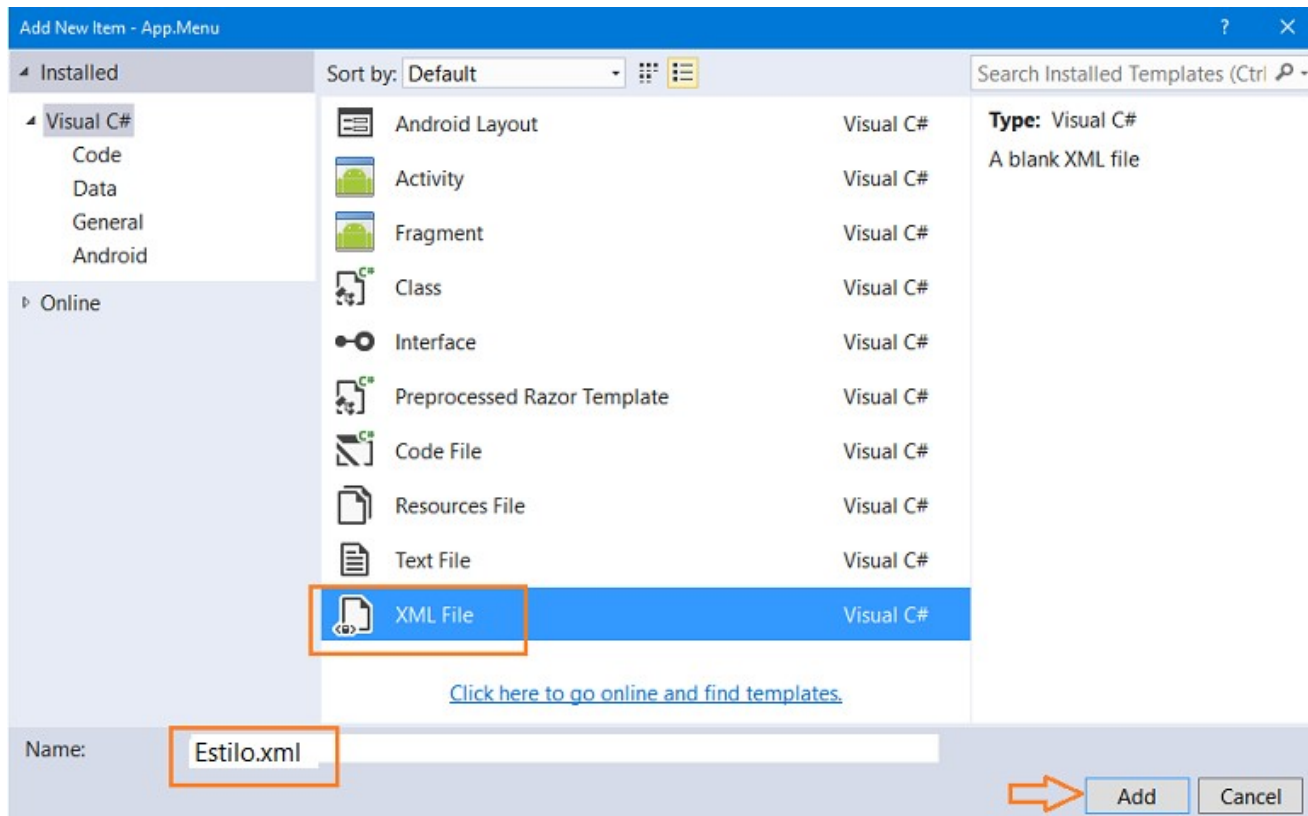 Add New Item - App.Menu
?
Installed
Sort by: Default
Search Installed Templates (Ctrl
Visual C#
Code
Data
General
Android
Online
Android Layout Visual C#
Activity Visual C#
Fragment Visual C#
C#
Class Visual C#
Interface Visual C#
C#
Preprocessed Razor Template Visual C#
C#
Code File Visual C#
Resources File Visual C#
Text File Visual C#
XML File Visual C#
Click here to go online and find templates.
Type: Visual C#
A blank XML file
Name: Estilo.xml
Add Cancel